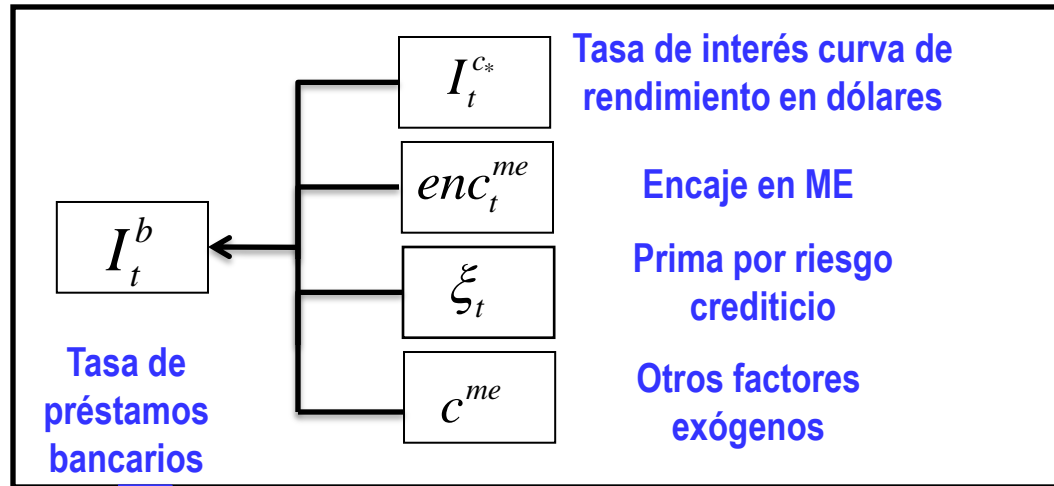 I_t^{c*}
Tasa de interés curva de
rendimiento en dólares
enc_t^{me}
Encaje en ME
I_t^b
ξ_t
Prima por riesgo
crediticio
Tasa de
préstamos
bancarios
c^{me}
Otros factores
exógenos